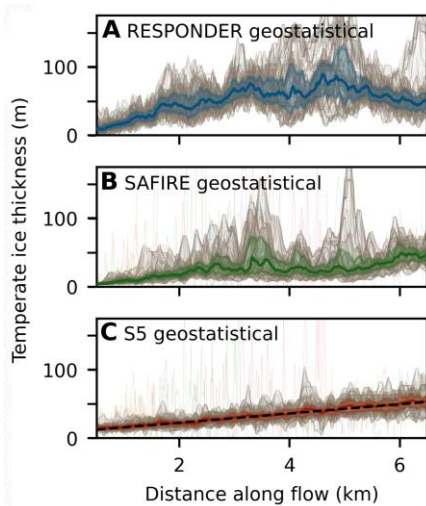 A RESPONDER geostatistical
100
0
B SAFIRE geostatistical
100
0
C S5 geostatistical
100
0
2
4
6
Temperate ice thickness (m)
Distance along flow (km)